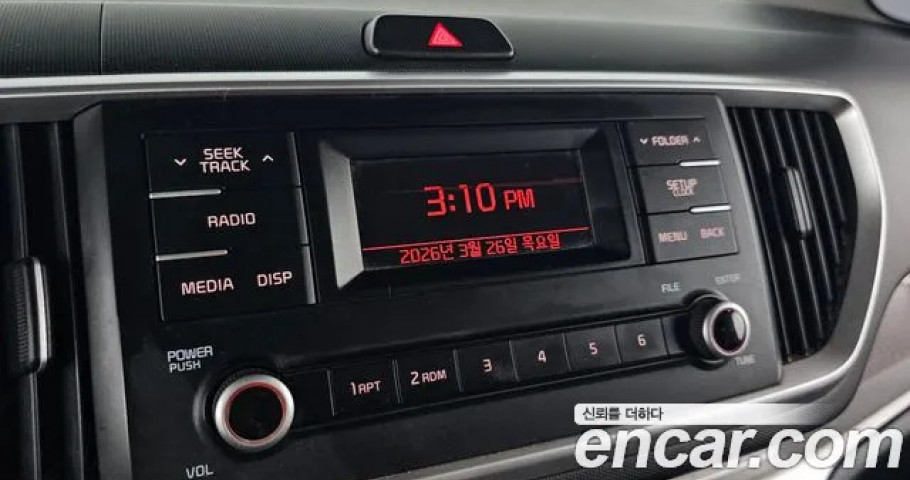 SEEK
TRACK
RADIO
MEDIA DISP
3:10 PM
2026년 3월 26일 목요일
FOLDER
SETUP
CLOCK
MENU BACK
FILE ENTER
POWER
PUSH
1 RPT 2 RDM 3 4 5 6
TUNE
VOL
신뢰를 더하다
encar.com